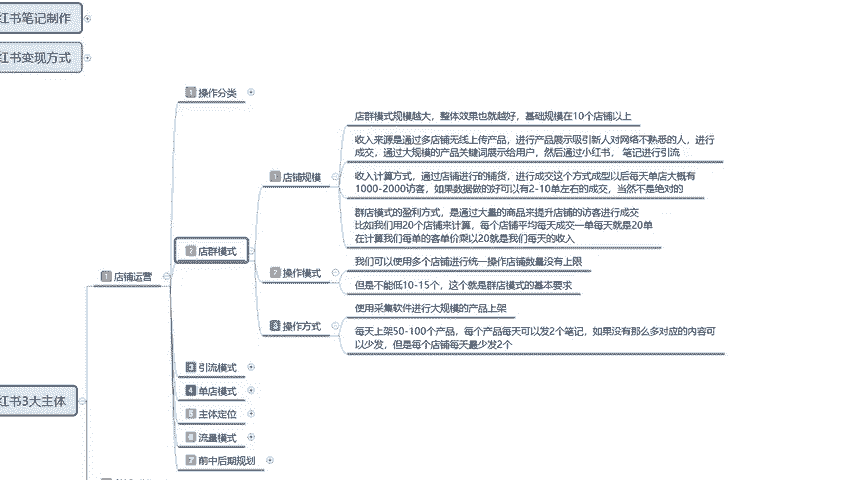 红书笔记制作
红书变现方式
1 操作分类
店群模式规模越大，整体效果也就越好，基础规模在10个店铺以上
收入来源是通过多店铺无线上传产品，进行产品展示吸引新人对网络不熟悉的人，进行
成交，通过大规模的产品关键词展示给用户，然后通过小红书， 笔记进行引流
1 店铺规模
收入计算方式，通过店铺进行的铺货，进行成交这个方式成型以后每天单店大概有
1000-2000访客，如果数据做的好可以有2-10单左右的成交，当然不是绝对的
群店模式的盈利方式，是通过大量的商品来提升店铺的访客进行成交
比如我们用20个店铺来计算，每个店铺平均每天成交一单每天就是20单
在计算我们每单的客单价乘以20就是我们每天的收入
2 店群模式
我们可以使用多个店铺进行统一操作店铺数量没有上限
2 操作模式
但是不能低10-15个，这个就是群店模式的基本要求
1 店铺运营
使用采集软件进行大规模的产品上架
3 操作方式
每天上架50-100个产品，每个产品每天可以发2个笔记，如果没有那么多对应的内容可
以少发，但是每个店铺每天最少发2个
3 引流模式
4 单店模式
红书3大主体
5 主体定位
6 流量模式
7 前中后期规划